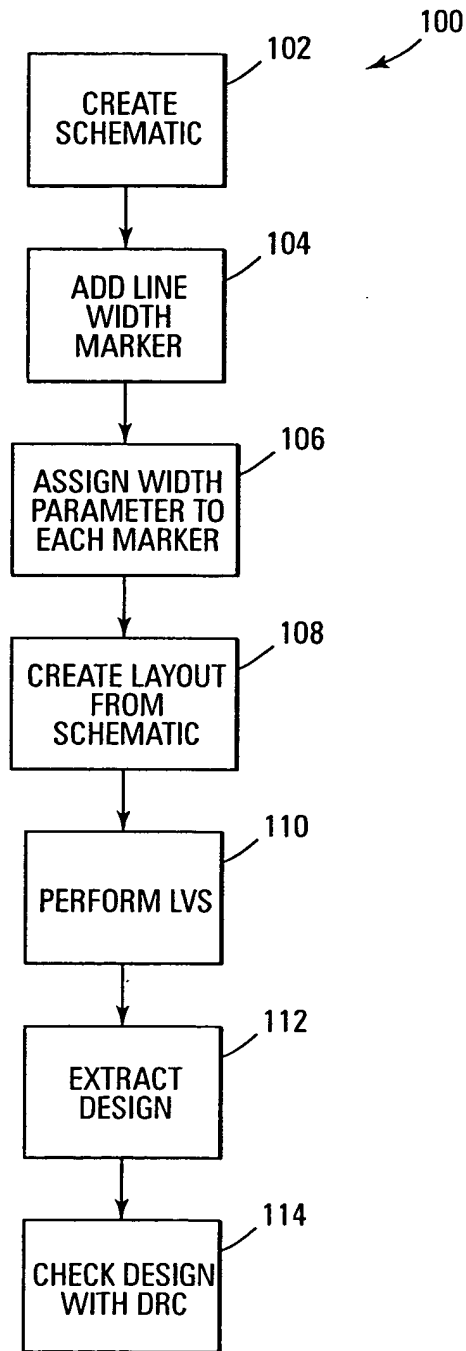 100
102
CREATE
SCHEMATIC
104
ADD LINE
WIDTH
MARKER
106
ASSIGN WIDTH
PARAMETER TO
EACH MARKER
108
CREATE LAYOUT
FROM
SCHEMATIC
110
PERFORM LVS
112
EXTRACT
DESIGN
114
CHECK DESIGN
WITH DRC